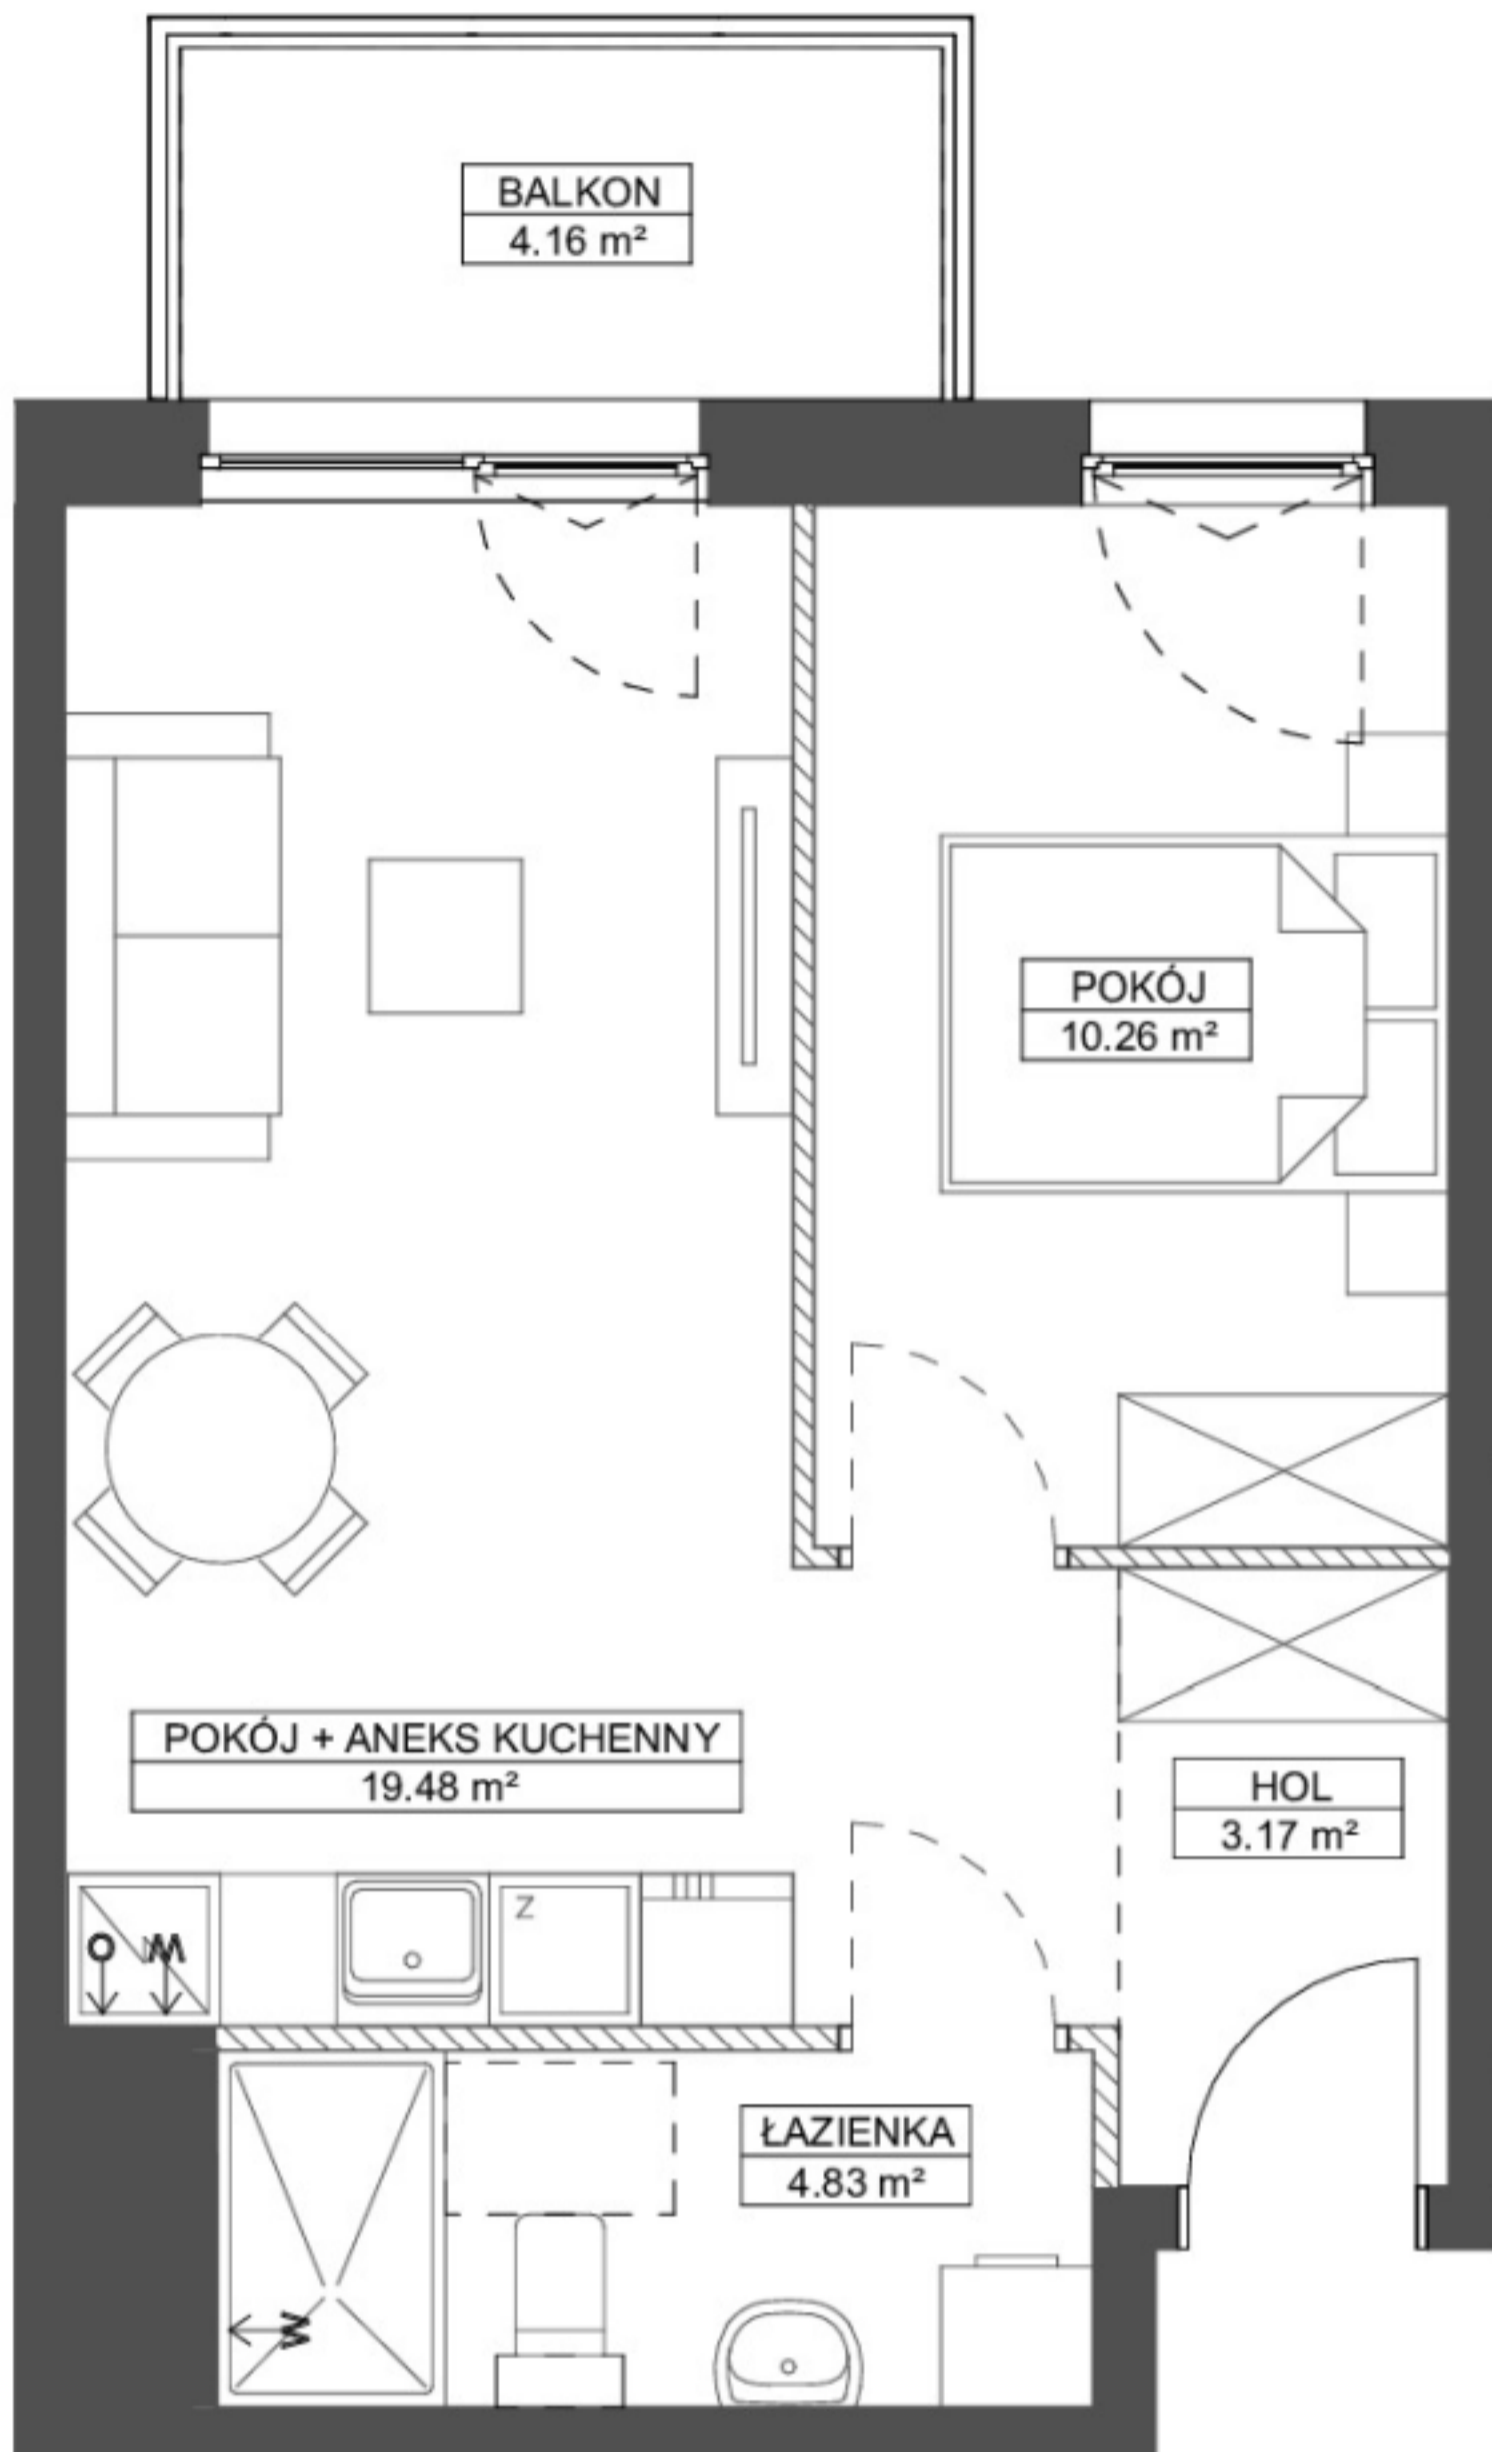 BALKON
4.16 m²
POKÓJ
10.26 m²
POKÓJ + ANEKS KUCHENNY
19.48 m²
HOL
3.17 m²
O W
Z
ŁAZIENKA
4.83 m²
W